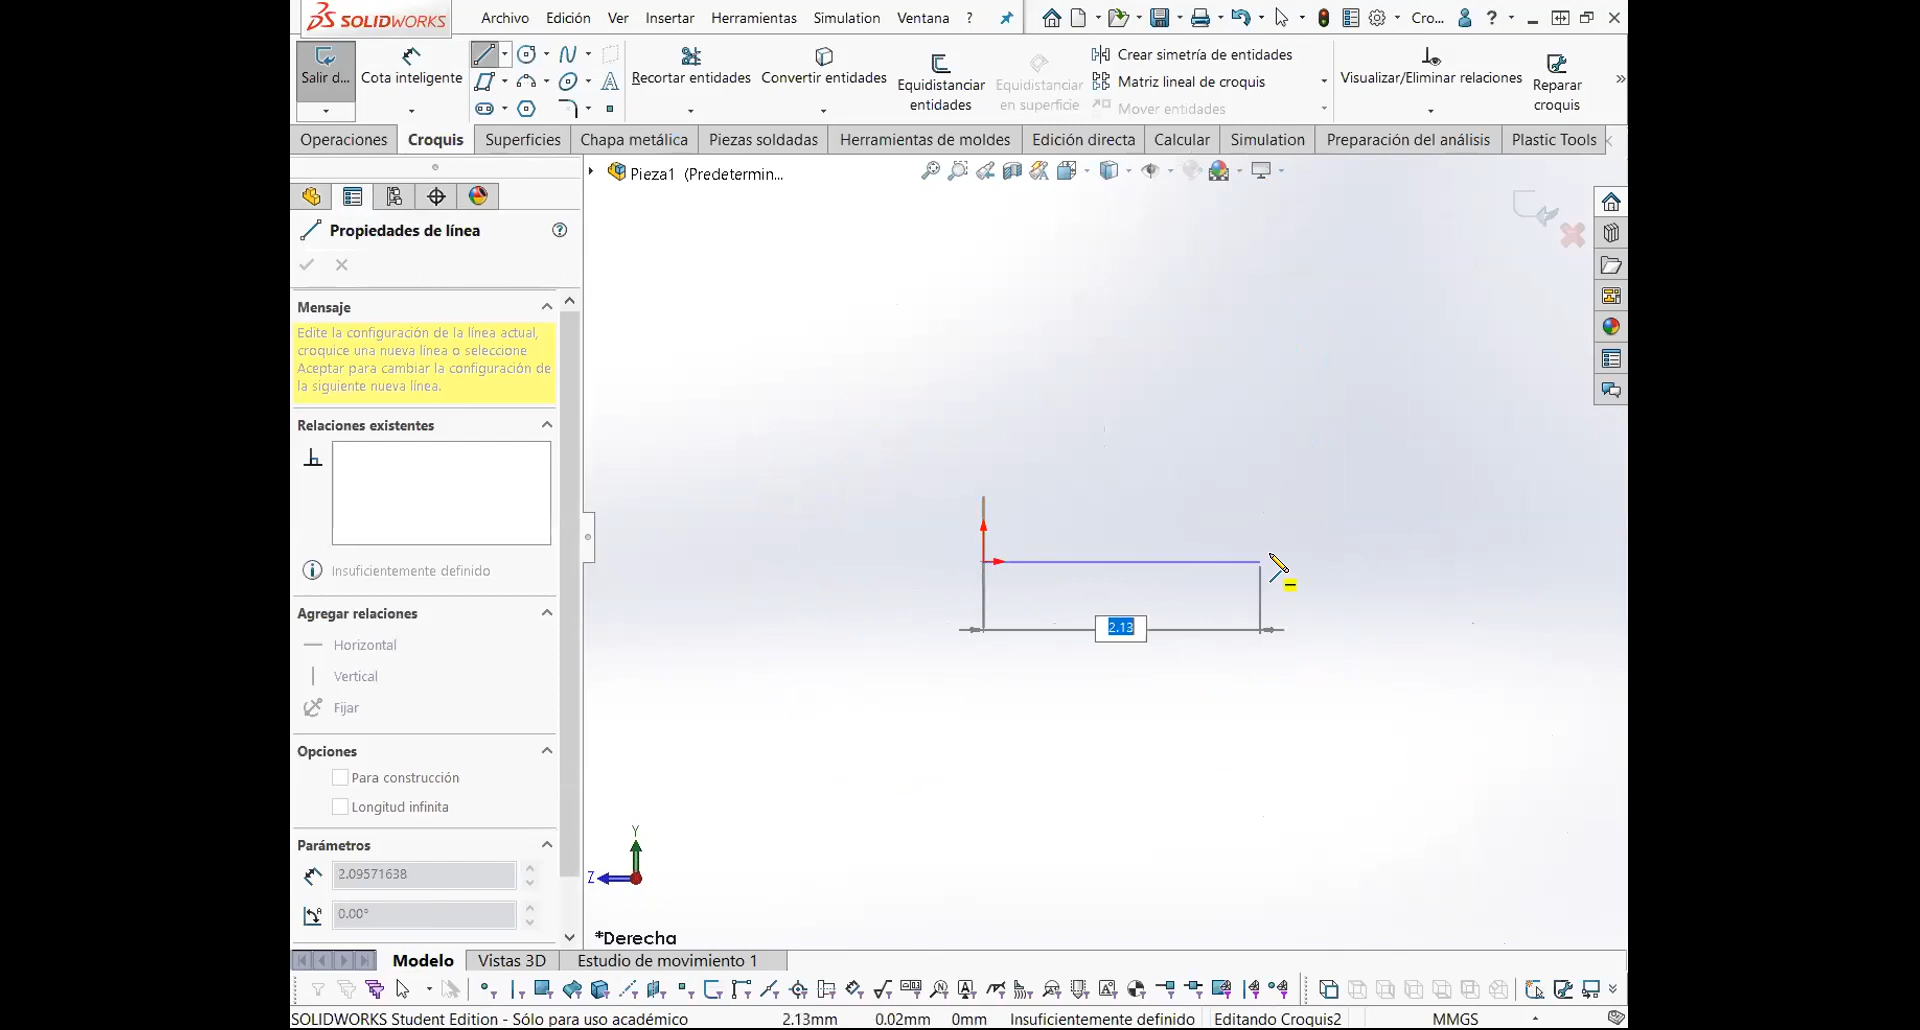 SOLIDWORKS
Archivo Edición Ver Insertar Herramientas Simulation Ventana ? Cro... ?
Salir d... Cota inteligente Recortar entidades Convertir entidades Equidistanciar entidades Equidistanciar en superficie
Crear simetría de entidades
Matriz lineal de croquis
Mover entidades
Visualizar/Eliminar relaciones Reparar croquis
Operaciones Croquis Superficies Chapa metálica Piezas soldadas Herramientas de moldes Edición directa Calcular Simulation Preparación del análisis Plastic Tools
Pieza1 (Predetermin...
Propiedades de línea
Mensaje
Edite la configuración de la línea actual,
croquice una nueva línea o seleccione
Aceptar para cambiar la configuración de
la siguiente nueva línea.
Relaciones existentes
Insuficientemente definido
Agregar relaciones
Horizontal
Vertical
Fijar
Opciones
Para construcción
Longitud infinita
Parámetros
2.09571638
0.00°
2.13
Y
Z
*Derecha
Modelo Vistas 3D Estudio de movimiento 1
SOLIDWORKS Student Edition - Sólo para uso académico 2.13mm 0.02mm 0mm Insuficientemente definido Editando Croquis2 MMGS